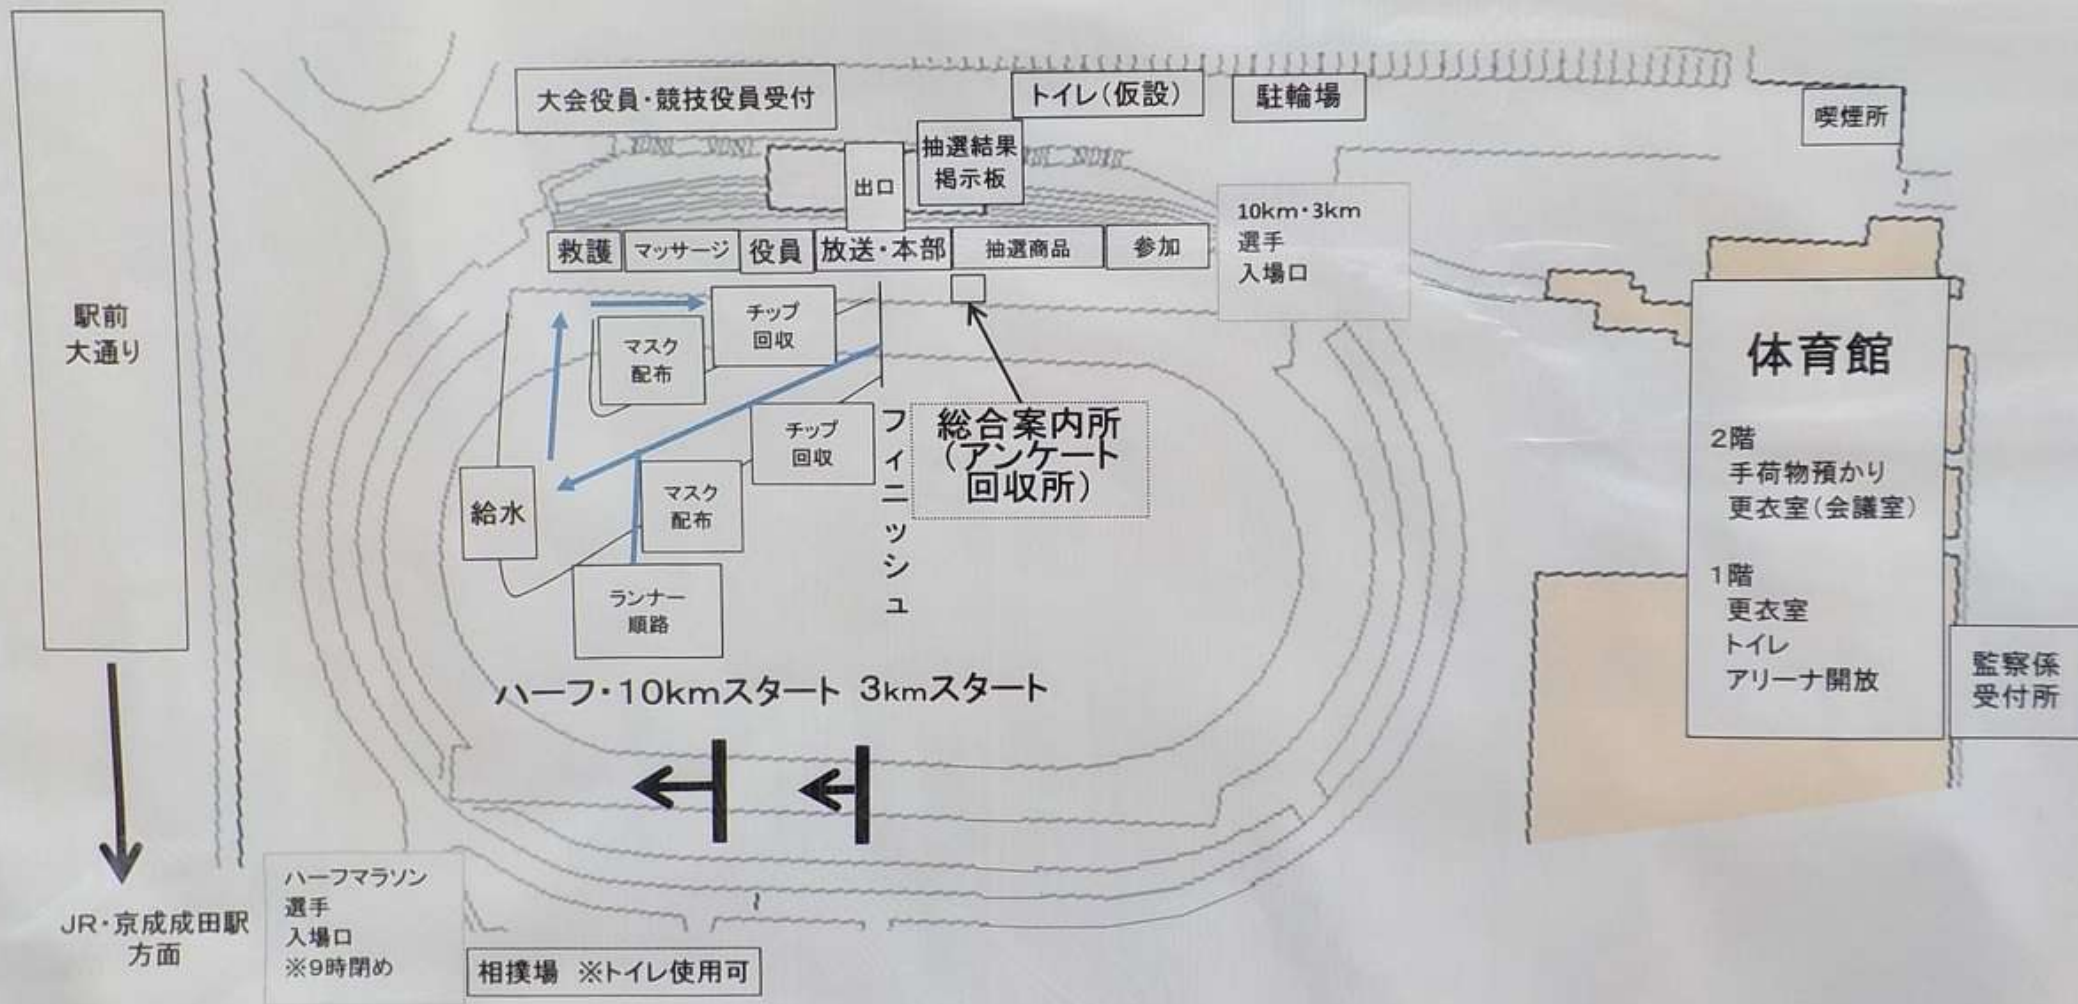 大会役員・競技役員受付
トイレ(仮設)
駐輪場
喫煙所
抽選結果
掲示板
出口
10km・3km
選手
入場口
救護
マッサージ
役員
放送・本部
抽選商品
参加
駅前
大通り
チップ
回収
マスク
配布
体育館
2階
手荷物預かり
更衣室(会議室)
1階
更衣室
トイレ
アリーナ開放
監察係
受付所
総合案内所
(アンケート
回収所)
フィニッシュ
チップ
回収
マスク
配布
給水
ランナー
順路
ハーフ・10kmスタート
3kmスタート
JR・京成成田駅
方面
ハーフマラソン
選手
入場口
※9時閉め
相撲場 ※トイレ使用可